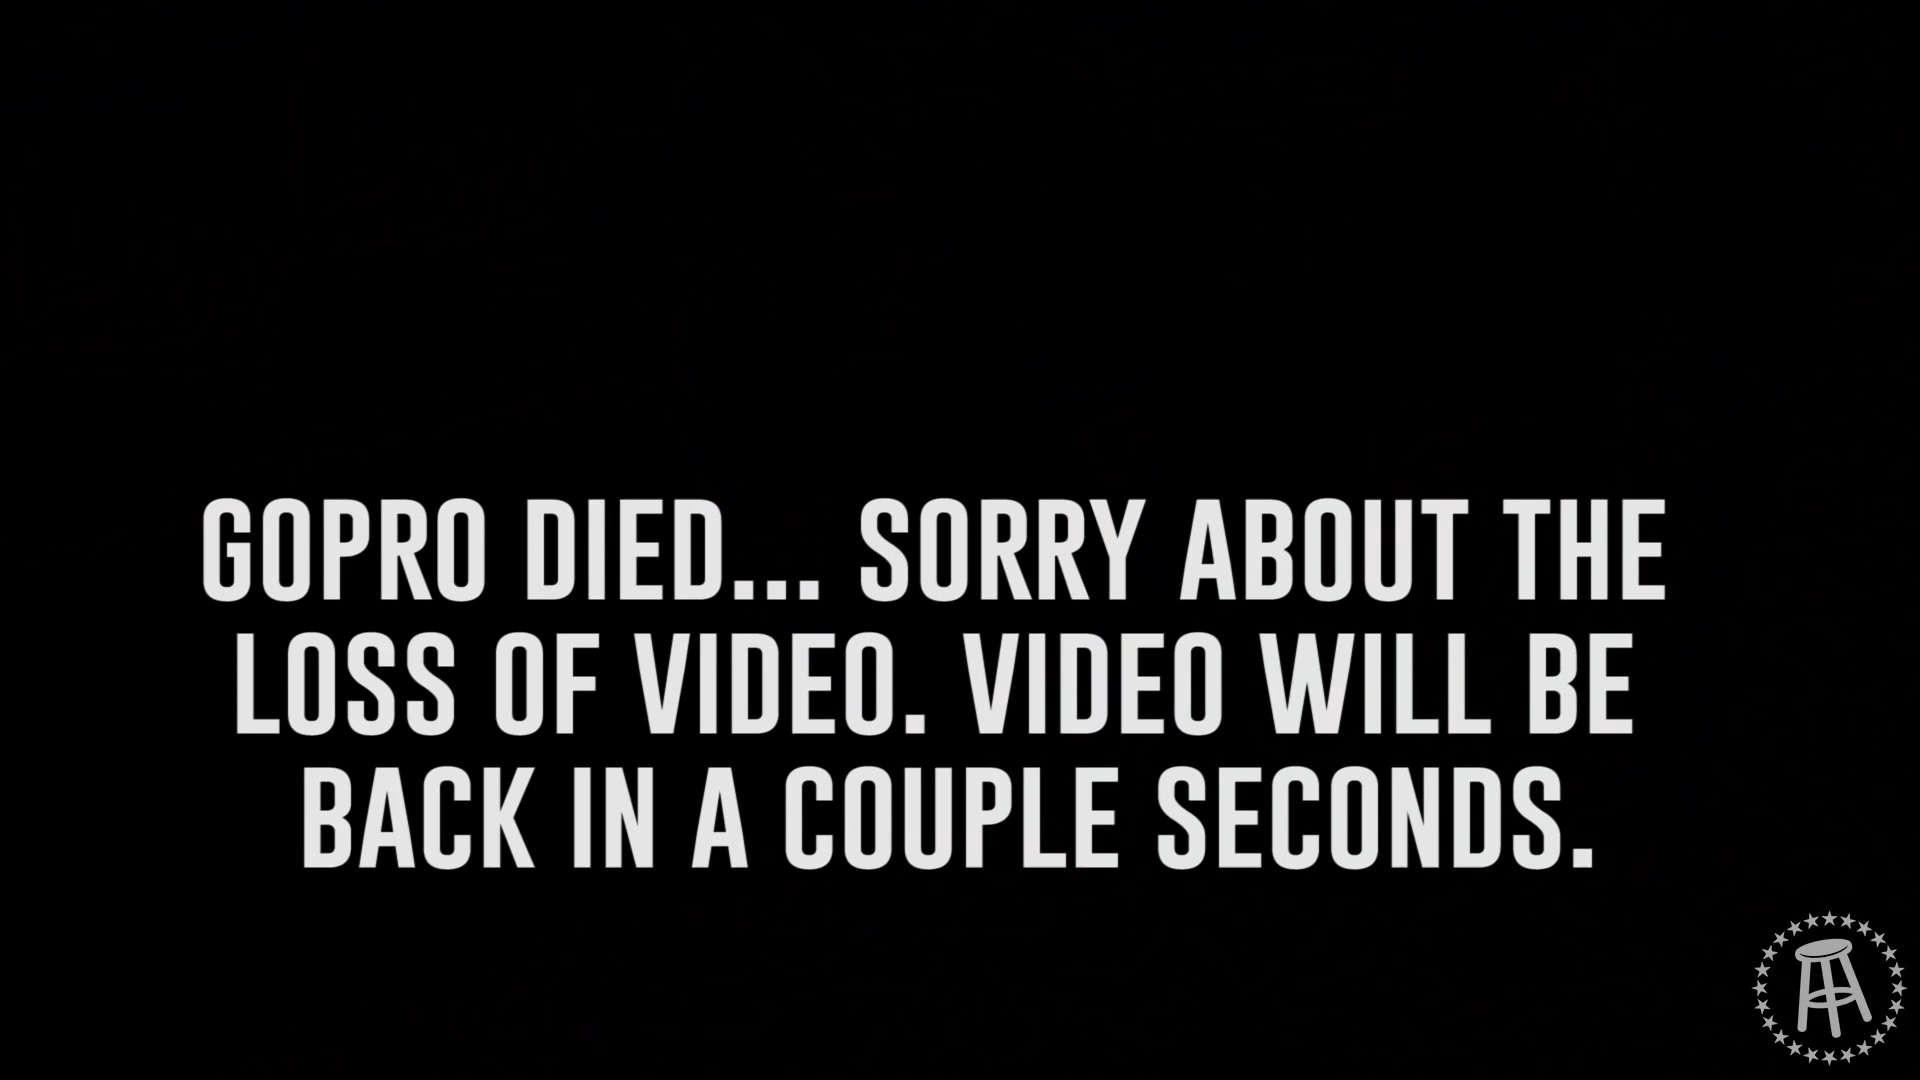 GOPRO DIED... SORRY ABOUT THE
LOSS OF VIDEO. VIDEO WILL BE
BACK IN A COUPLE SECONDS.